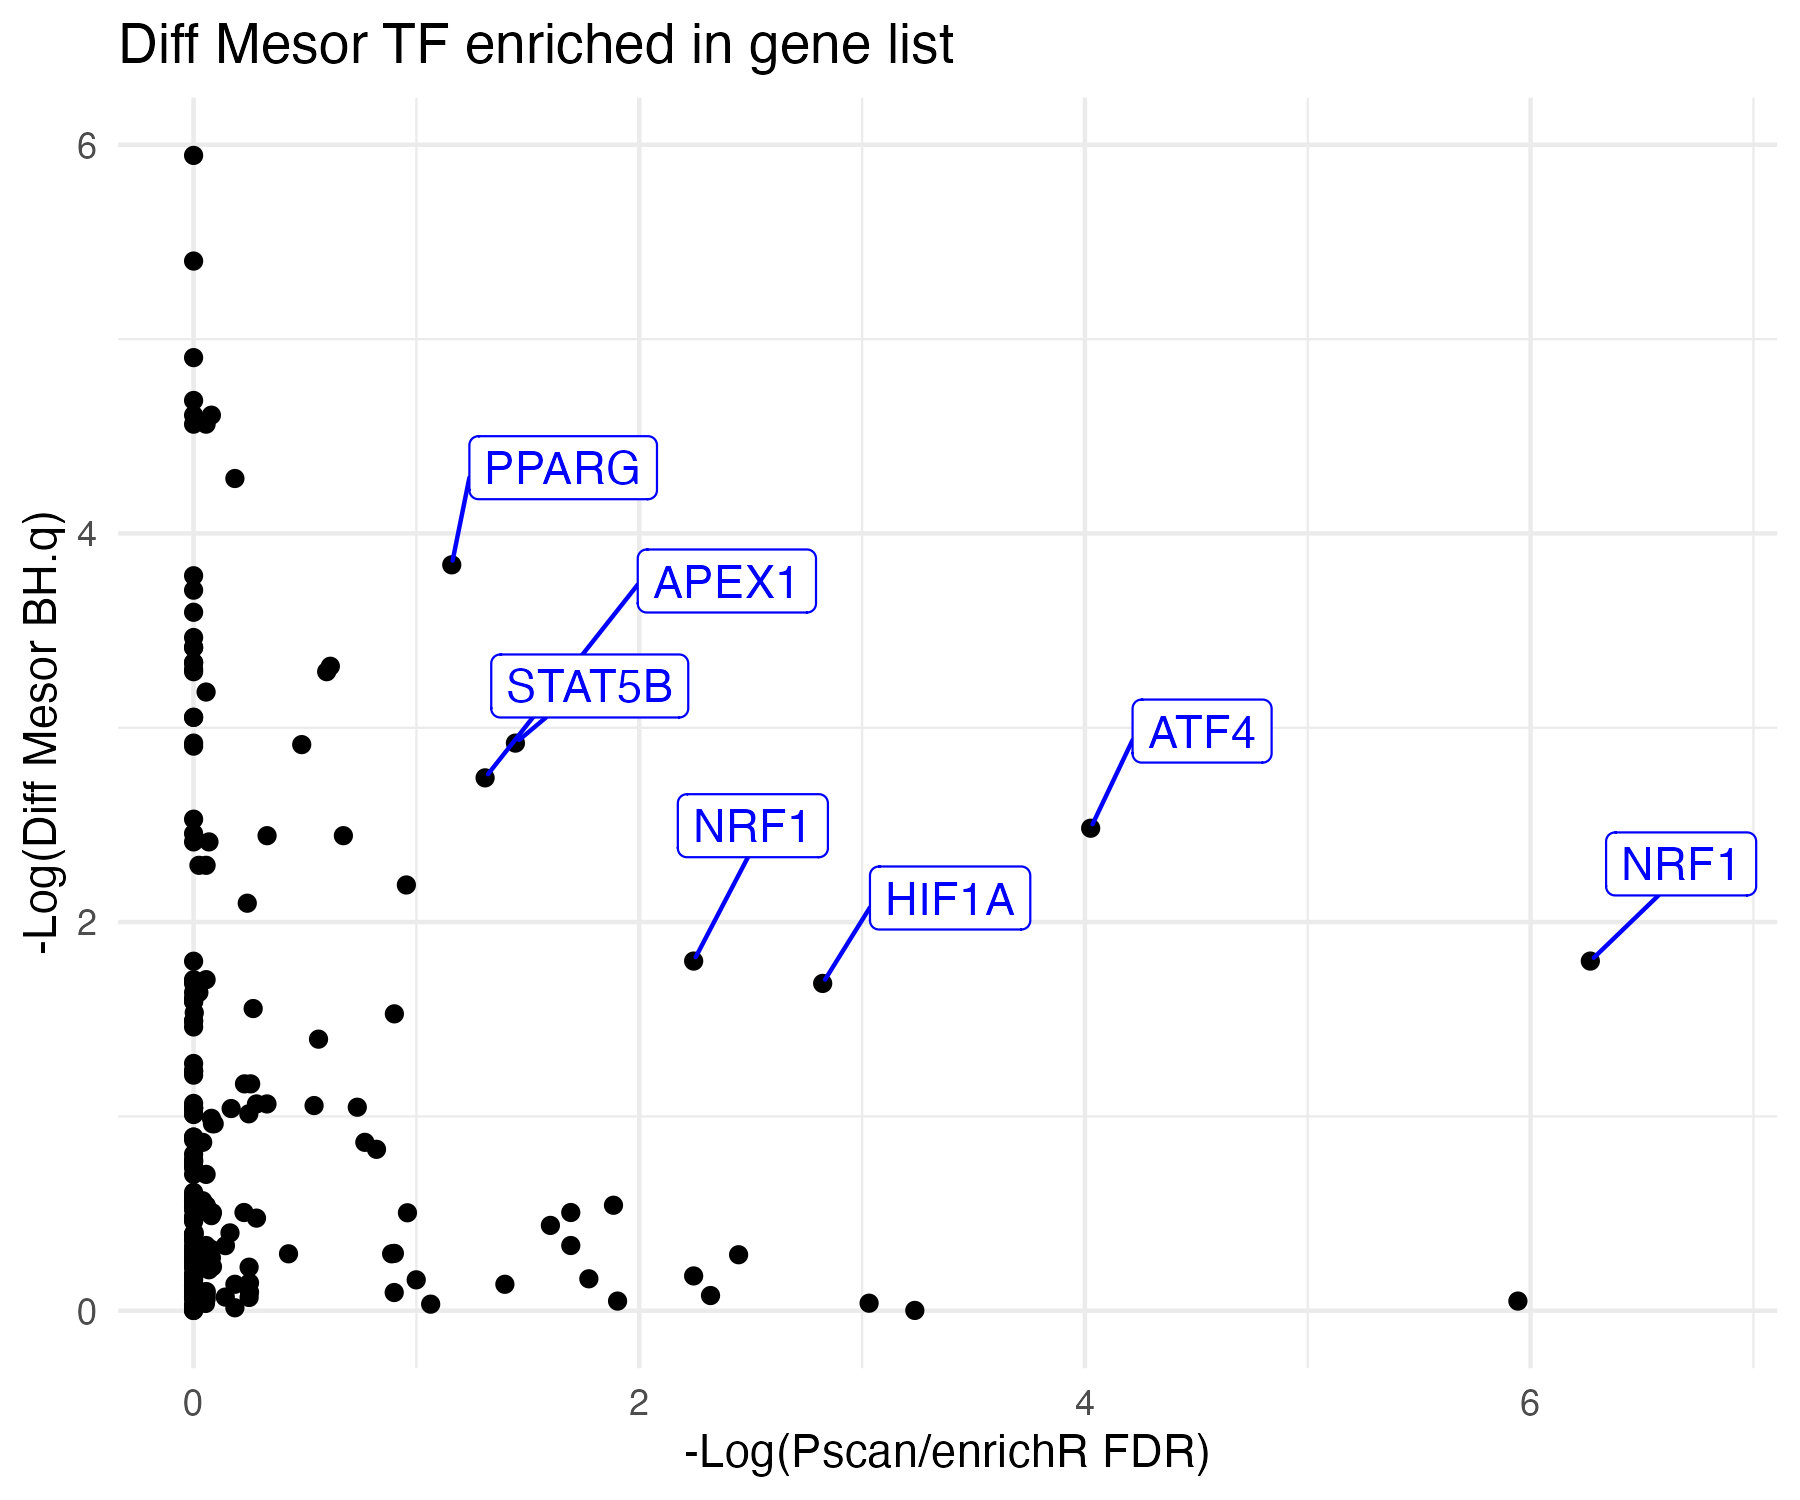 Diff Mesor TF enriched in gene list
-Log(Diff Mesor BH.q)
6
4
2
0
PPARG
APEX1
STAT5B
ATF4
NRF1
NRF1
HIF1A
0
2
4
6
-Log(Pscan/enrichR FDR)